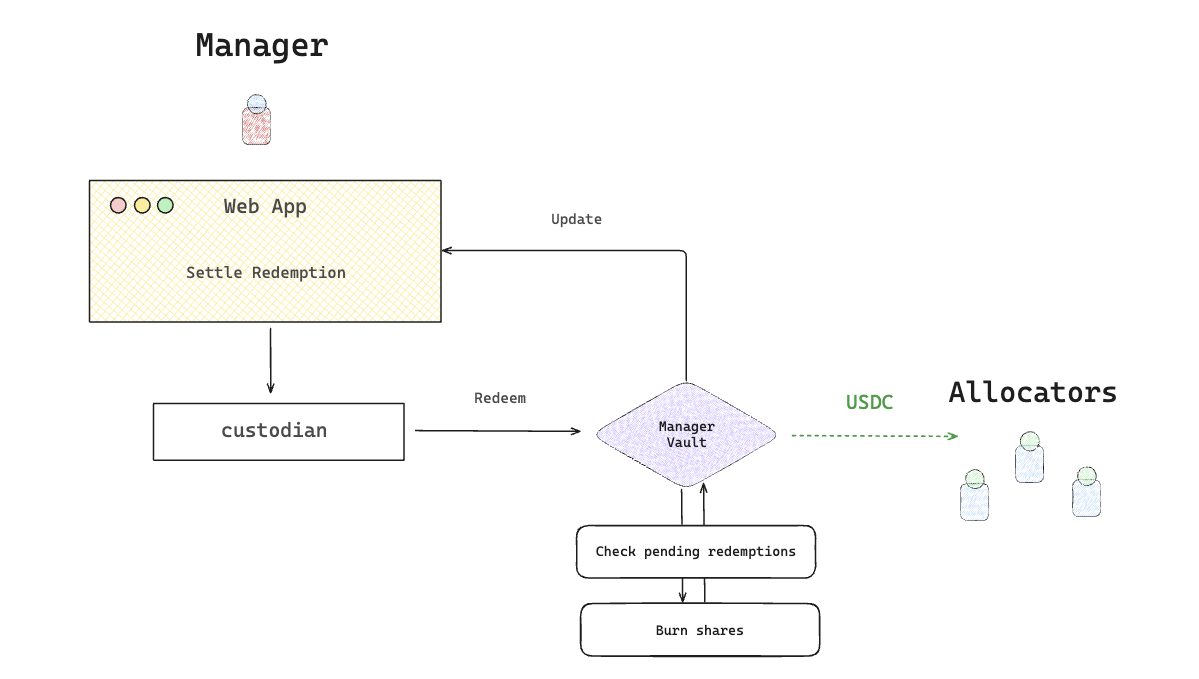 Manager
Web App
Settle Redemption
Update
custodian
Redeem
Manager
Vault
USDC
Allocators
Check pending redemptions
Burn shares